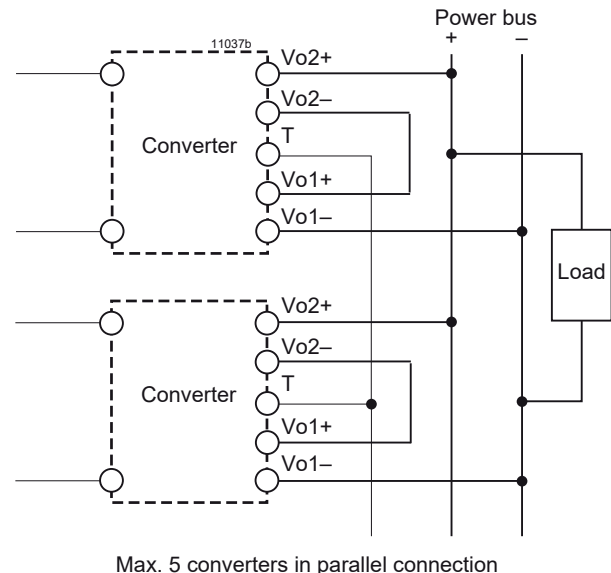 Power bus
+ –
11037b
Vo2+
Vo2–
T
Converter
Vo1+
Vo1–
Load
Vo2+
Vo2–
T
Converter
Vo1+
Vo1–
Max. 5 converters in parallel connection